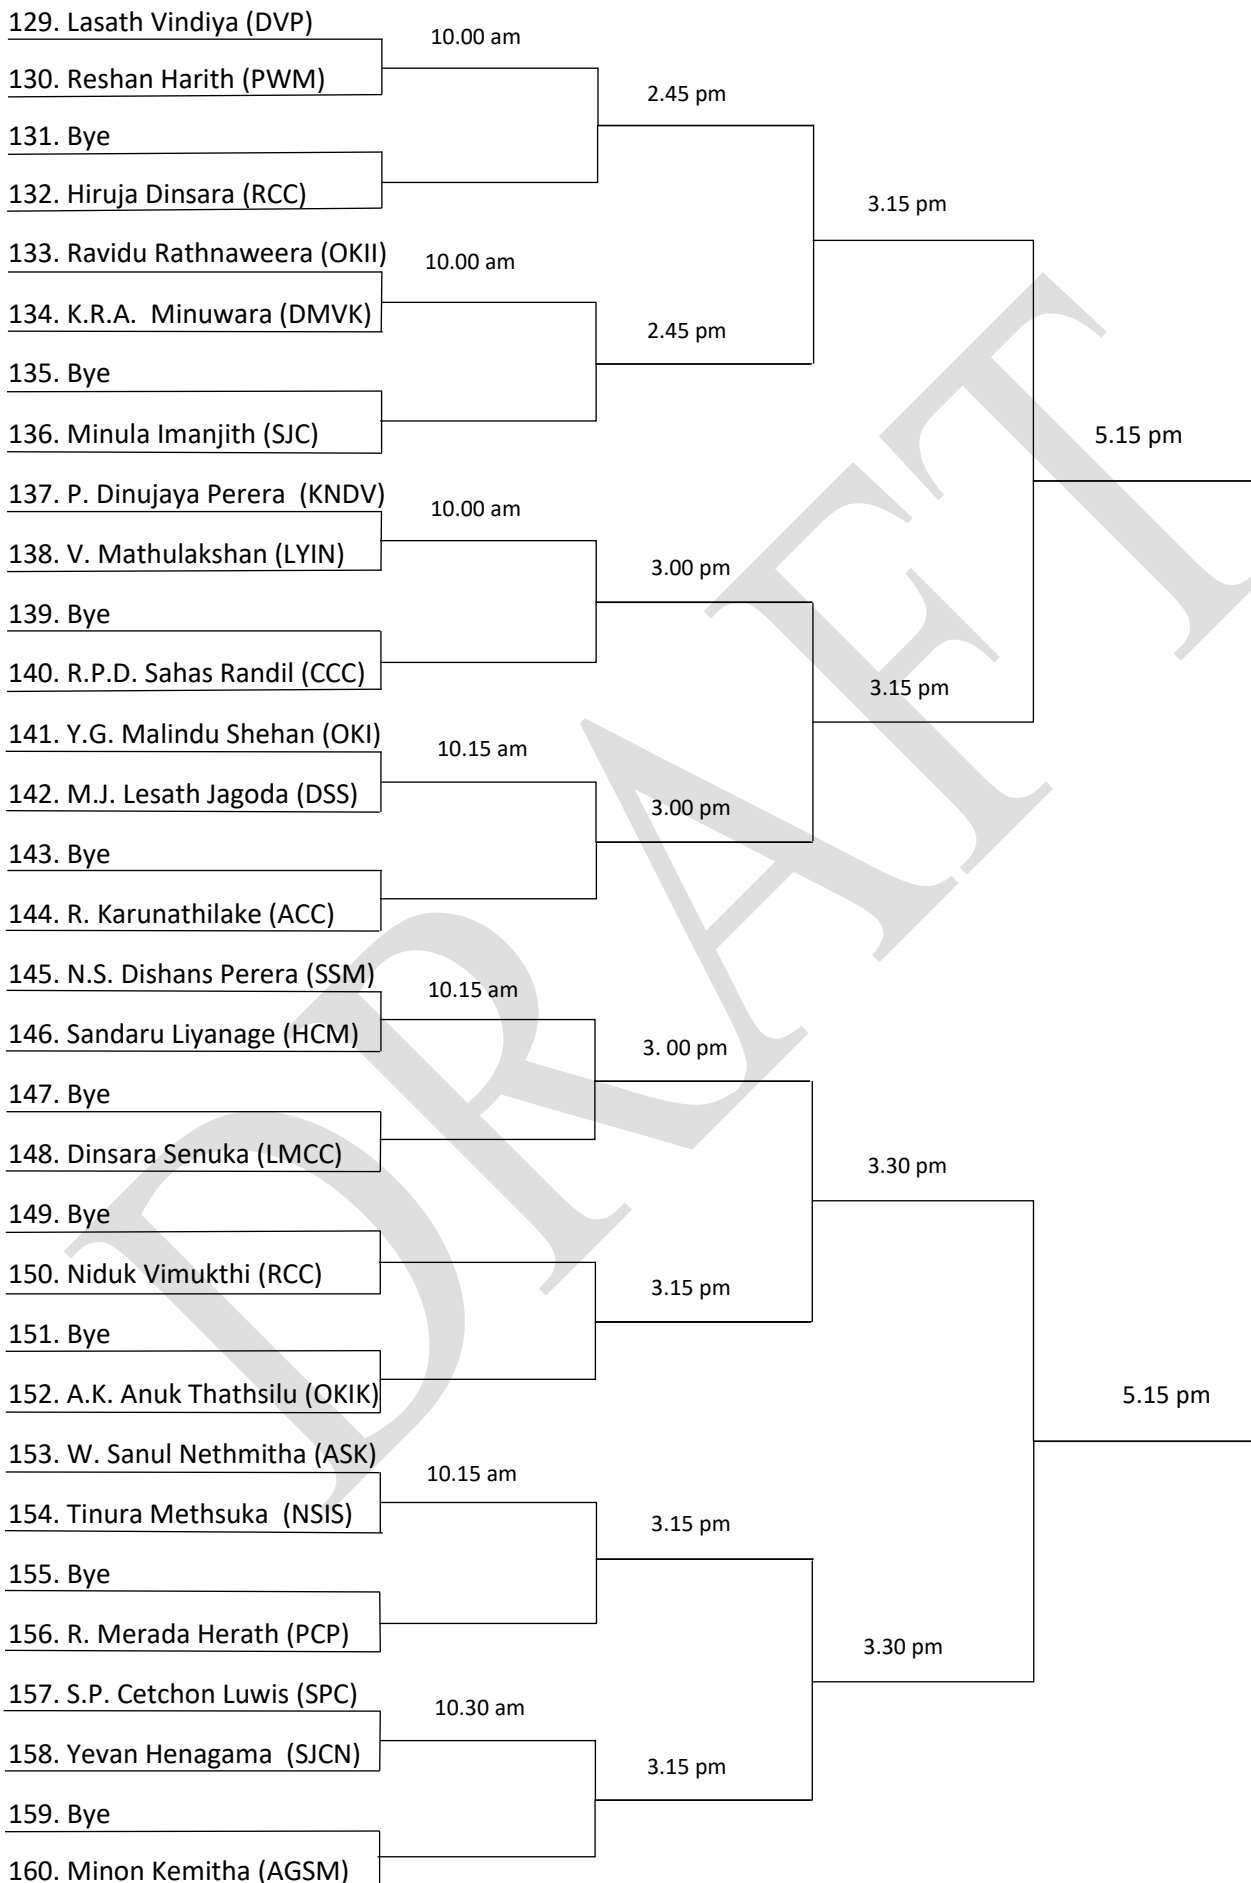 129. Lasath Vindiya (DVP)
10.00 am
130. Reshan Harith (PWM)
2.45 pm
131. Bye
132. Hiruja Dinsara (RCC)
3.15 pm
133. Ravidu Rathnaweera (OKII)
10.00 am
134. K.R.A. Minuwara (DMVK)
2.45 pm
135. Bye
136. Minula Imanjith (SJC)
5.15 pm
137. P. Dinujaya Perera (KNDV)
10.00 am
138. V. Mathulakshan (LYIN)
3.00 pm
139. Bye
140. R.P.D. Sahas Randil (CCC)
3.15 pm
141. Y.G. Malindu Shehan (OKI)
10.15 am
142. M.J. Lesath Jagoda (DSS)
3.00 pm
143. Bye
144. R. Karunathilake (ACC)
145. N.S. Dishans Perera (SSM)
10.15 am
146. Sandaru Liyanage (HCM)
3. 00 pm
147. Bye
148. Dinsara Senuka (LMCC)
3.30 pm
149. Bye
150. Niduk Vimukthi (RCC)
3.15 pm
151. Bye
152. A.K. Anuk Thathsilu (OKIK)
5.15 pm
153. W. Sanul Nethmitha (ASK)
10.15 am
154. Tinura Methsuka (NSIS)
3.15 pm
155. Bye
156. R. Merada Herath (PCP)
3.30 pm
157. S.P. Cetchon Luwis (SPC)
10.30 am
158. Yevan Henagama (SJCN)
3.15 pm
159. Bye
160. Minon Kemitha (AGSM)
DRAFT